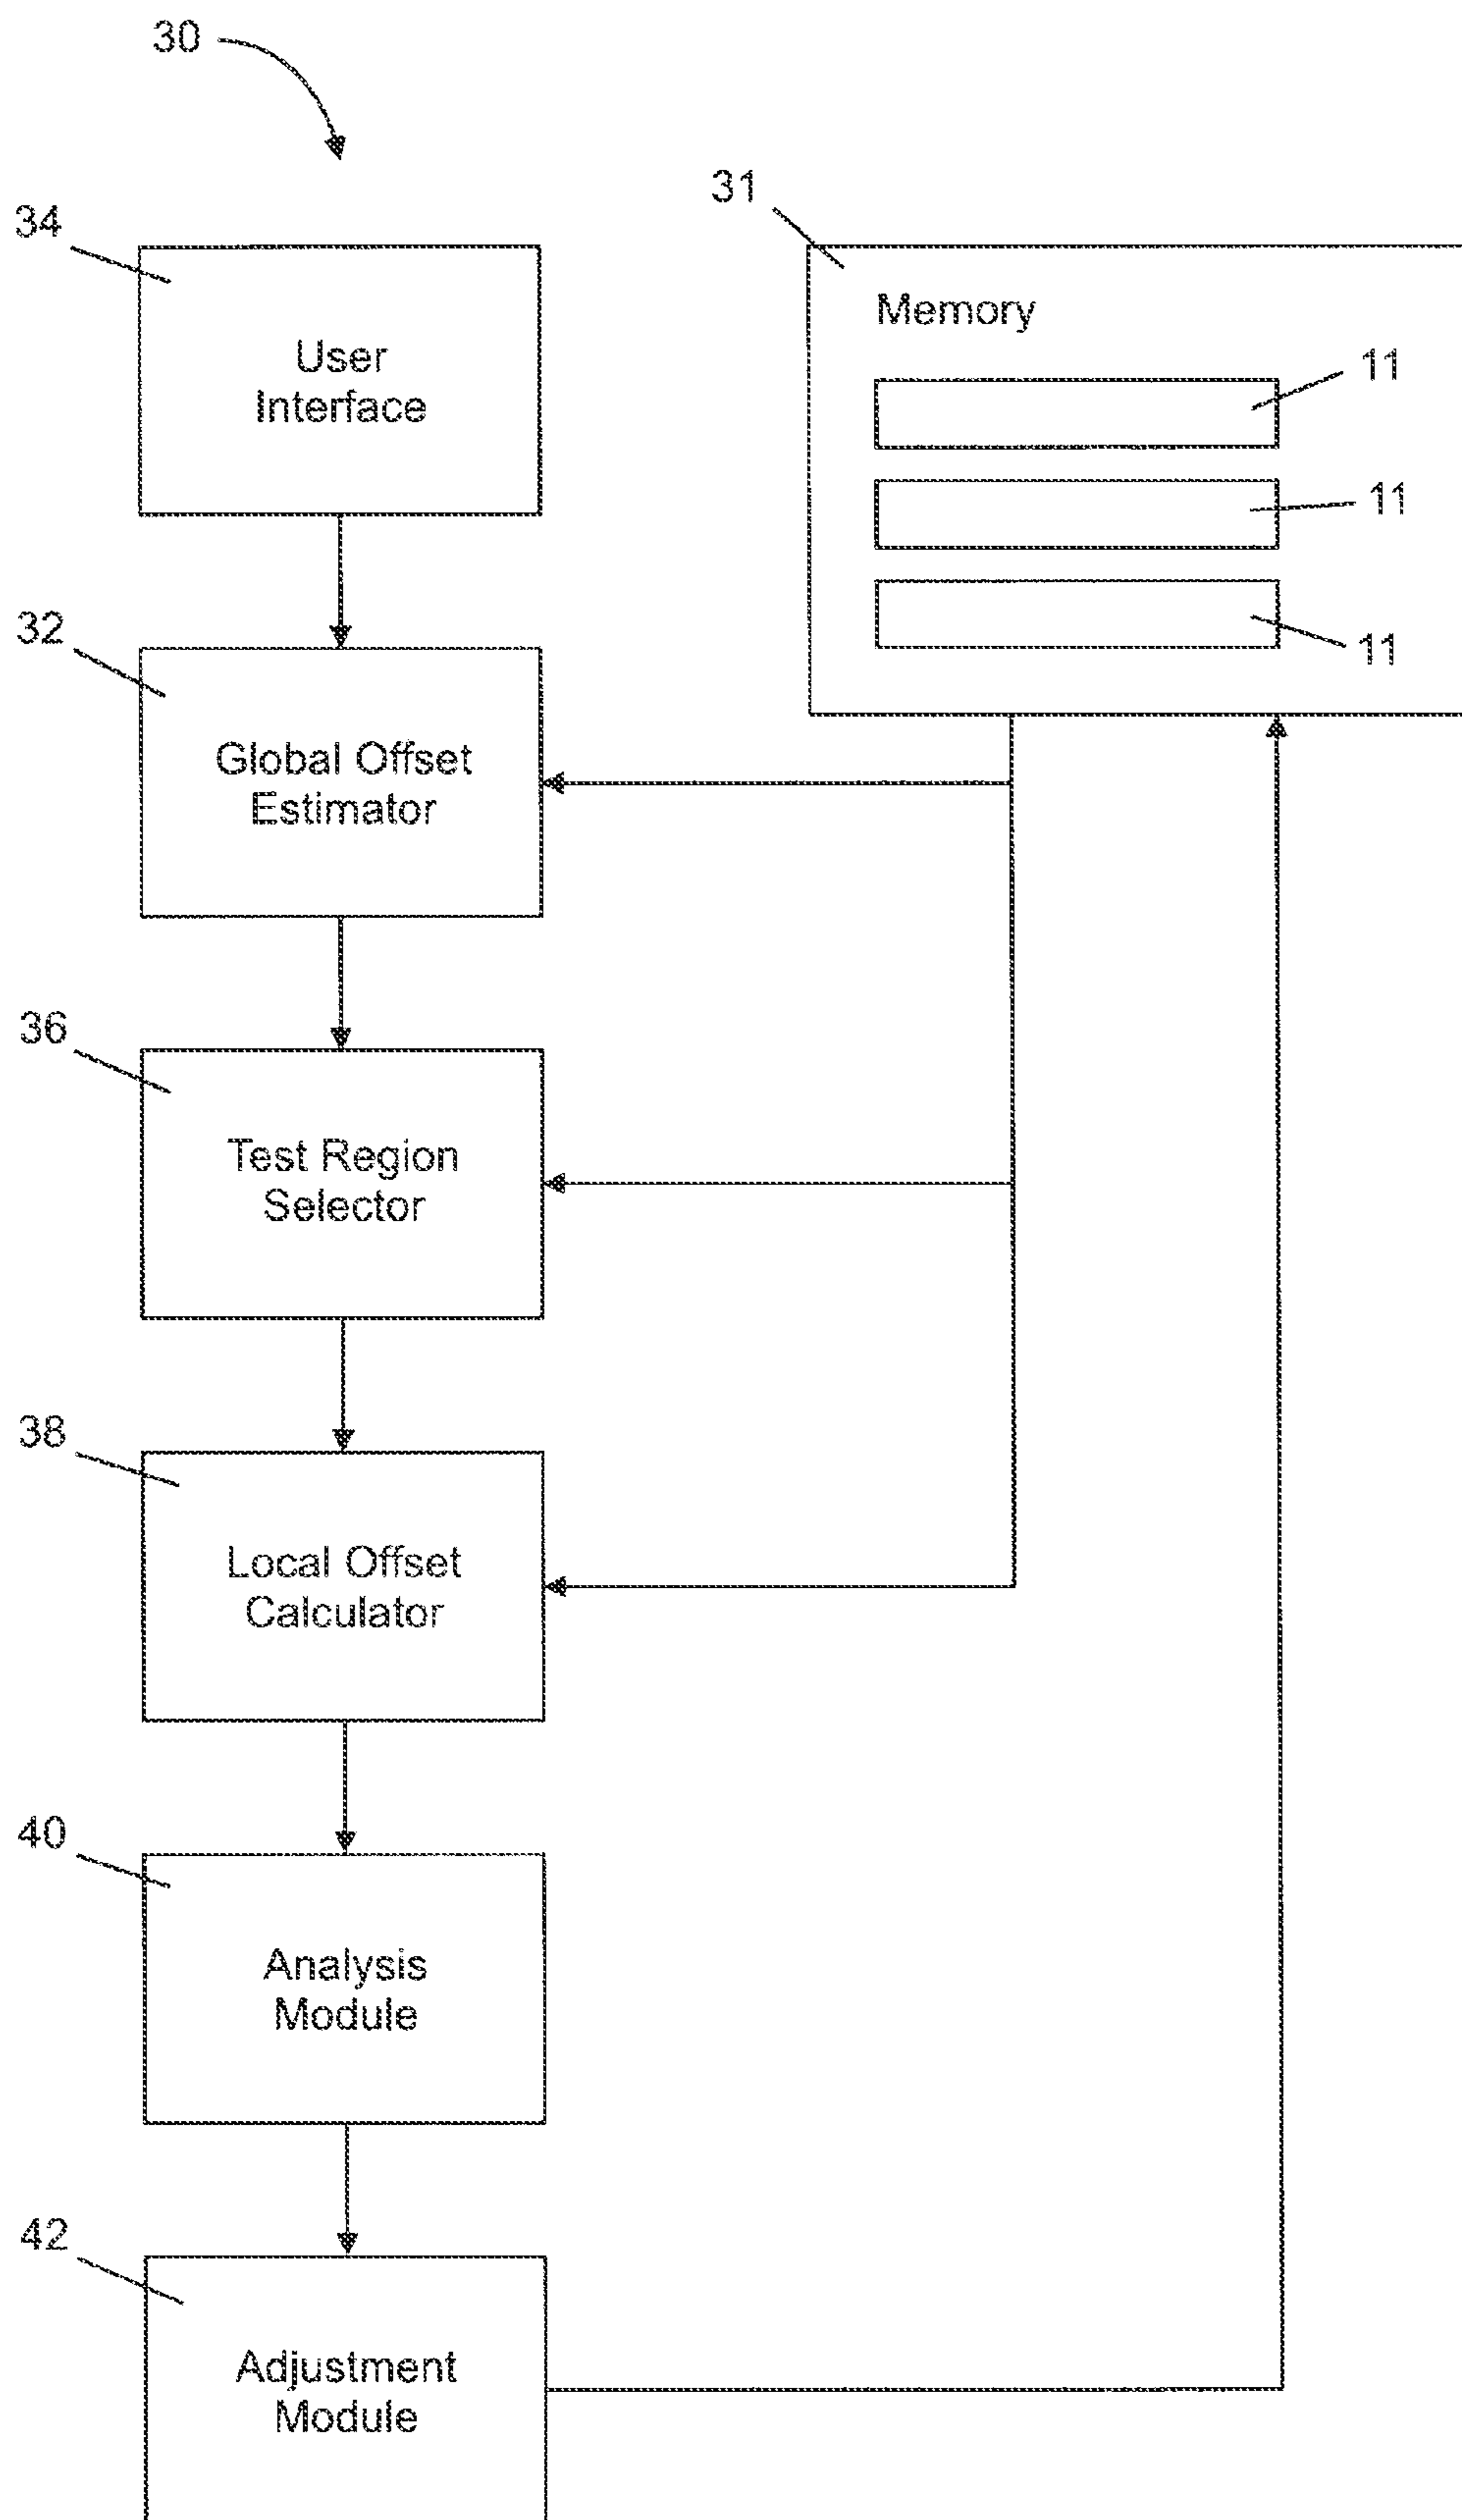 30
31
34
Memory
User
Interface
11
11
11
32
Global Offset
Estimator
36
Test Region
Selector
38
Local Offset
Calculator
40
Analysis
Module
42
Adjustment
Module